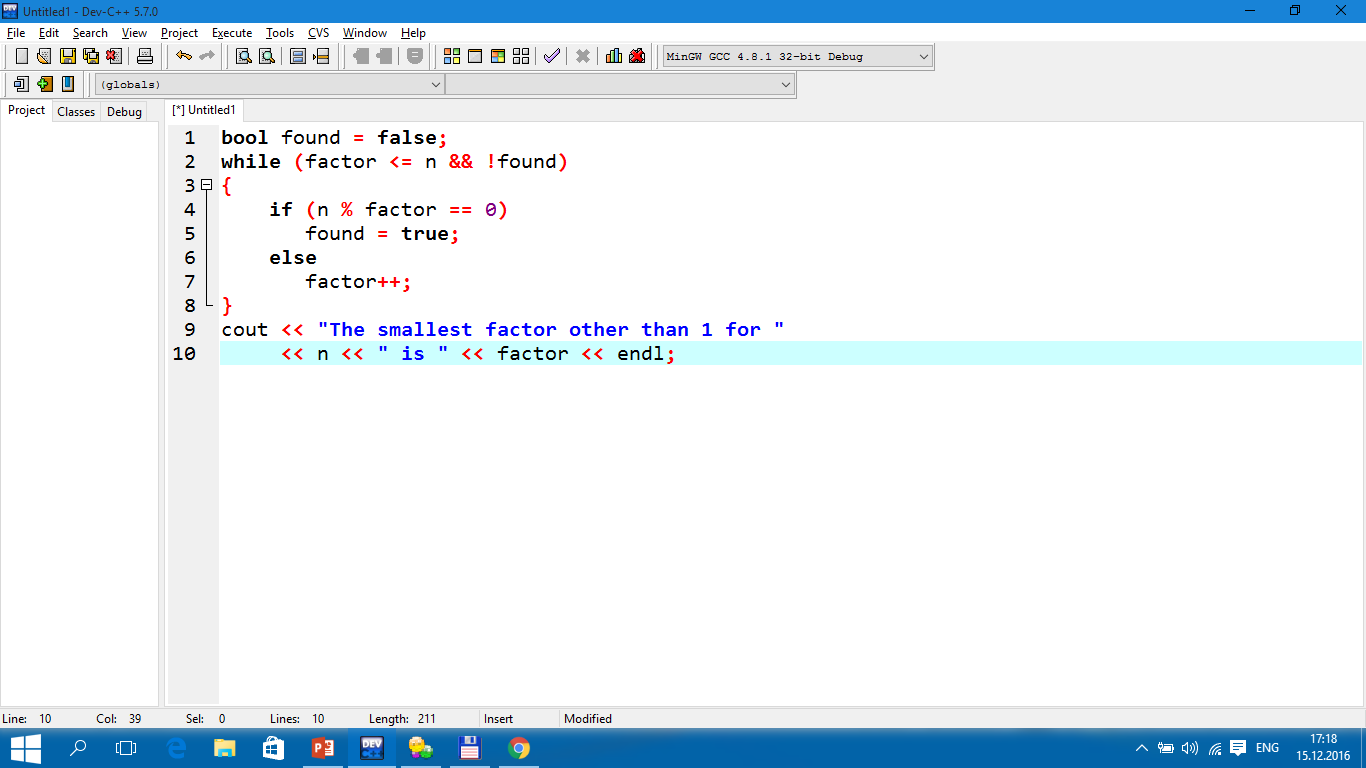 Untitled1 - Dev-C++ 5.7.0
File Edit Search View Project Execute Tools CVS Window Help
MinGW GCC 4.8.1 32-bit Debug
(globals)
Project Classes Debug [*] Untitled1
1 bool found = false;
2 while (factor <= n && !found)
3 {
4     if (n % factor == 0)
5        found = true;
6     else
7        factor++;
8 }
9 cout << "The smallest factor other than 1 for "
10      << n << " is " << factor << endl;
Line: 10 Col: 39 Sel: 0 Lines: 10 Length: 211 Insert Modified
ENG 17:18
15.12.2016